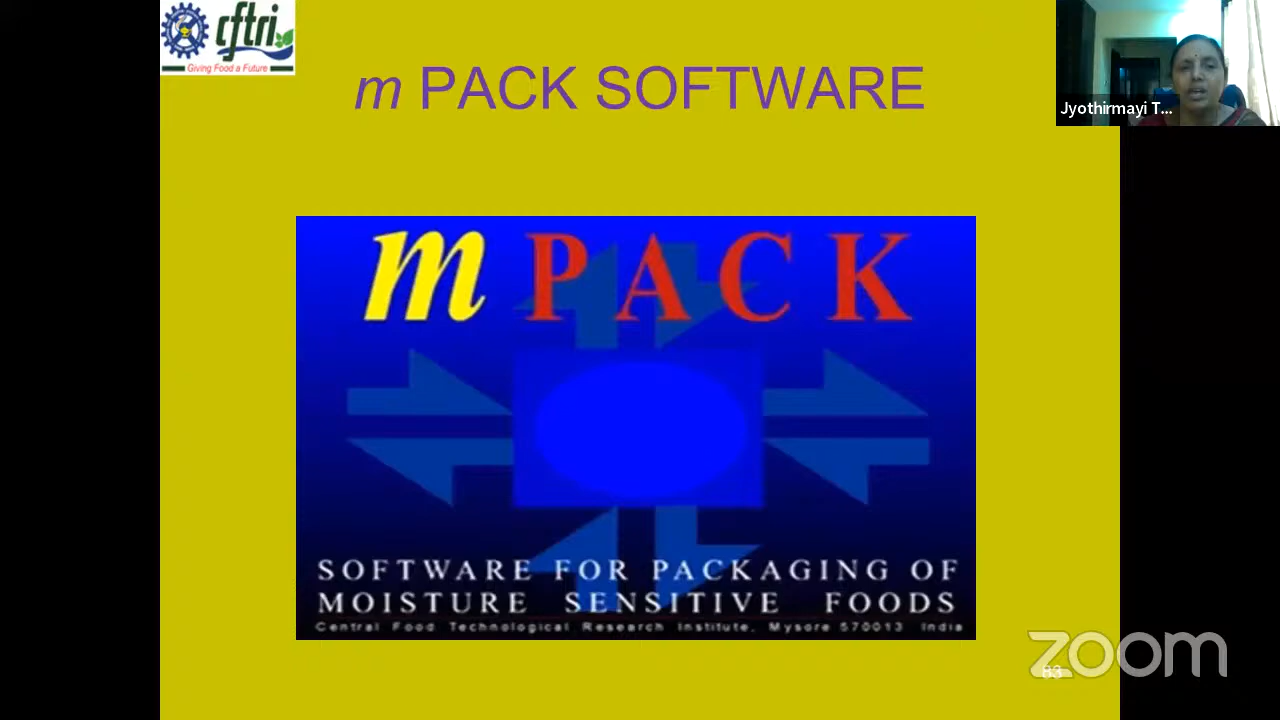 cftri
Giving Food a Future
m PACK SOFTWARE
Jyothirmayi T...
m PACK
SOFTWARE FOR PACKAGING OF
MOISTURE SENSITIVE FOODS
Central Food Technological Research Institute, Mysore 570013 India
zoom
83